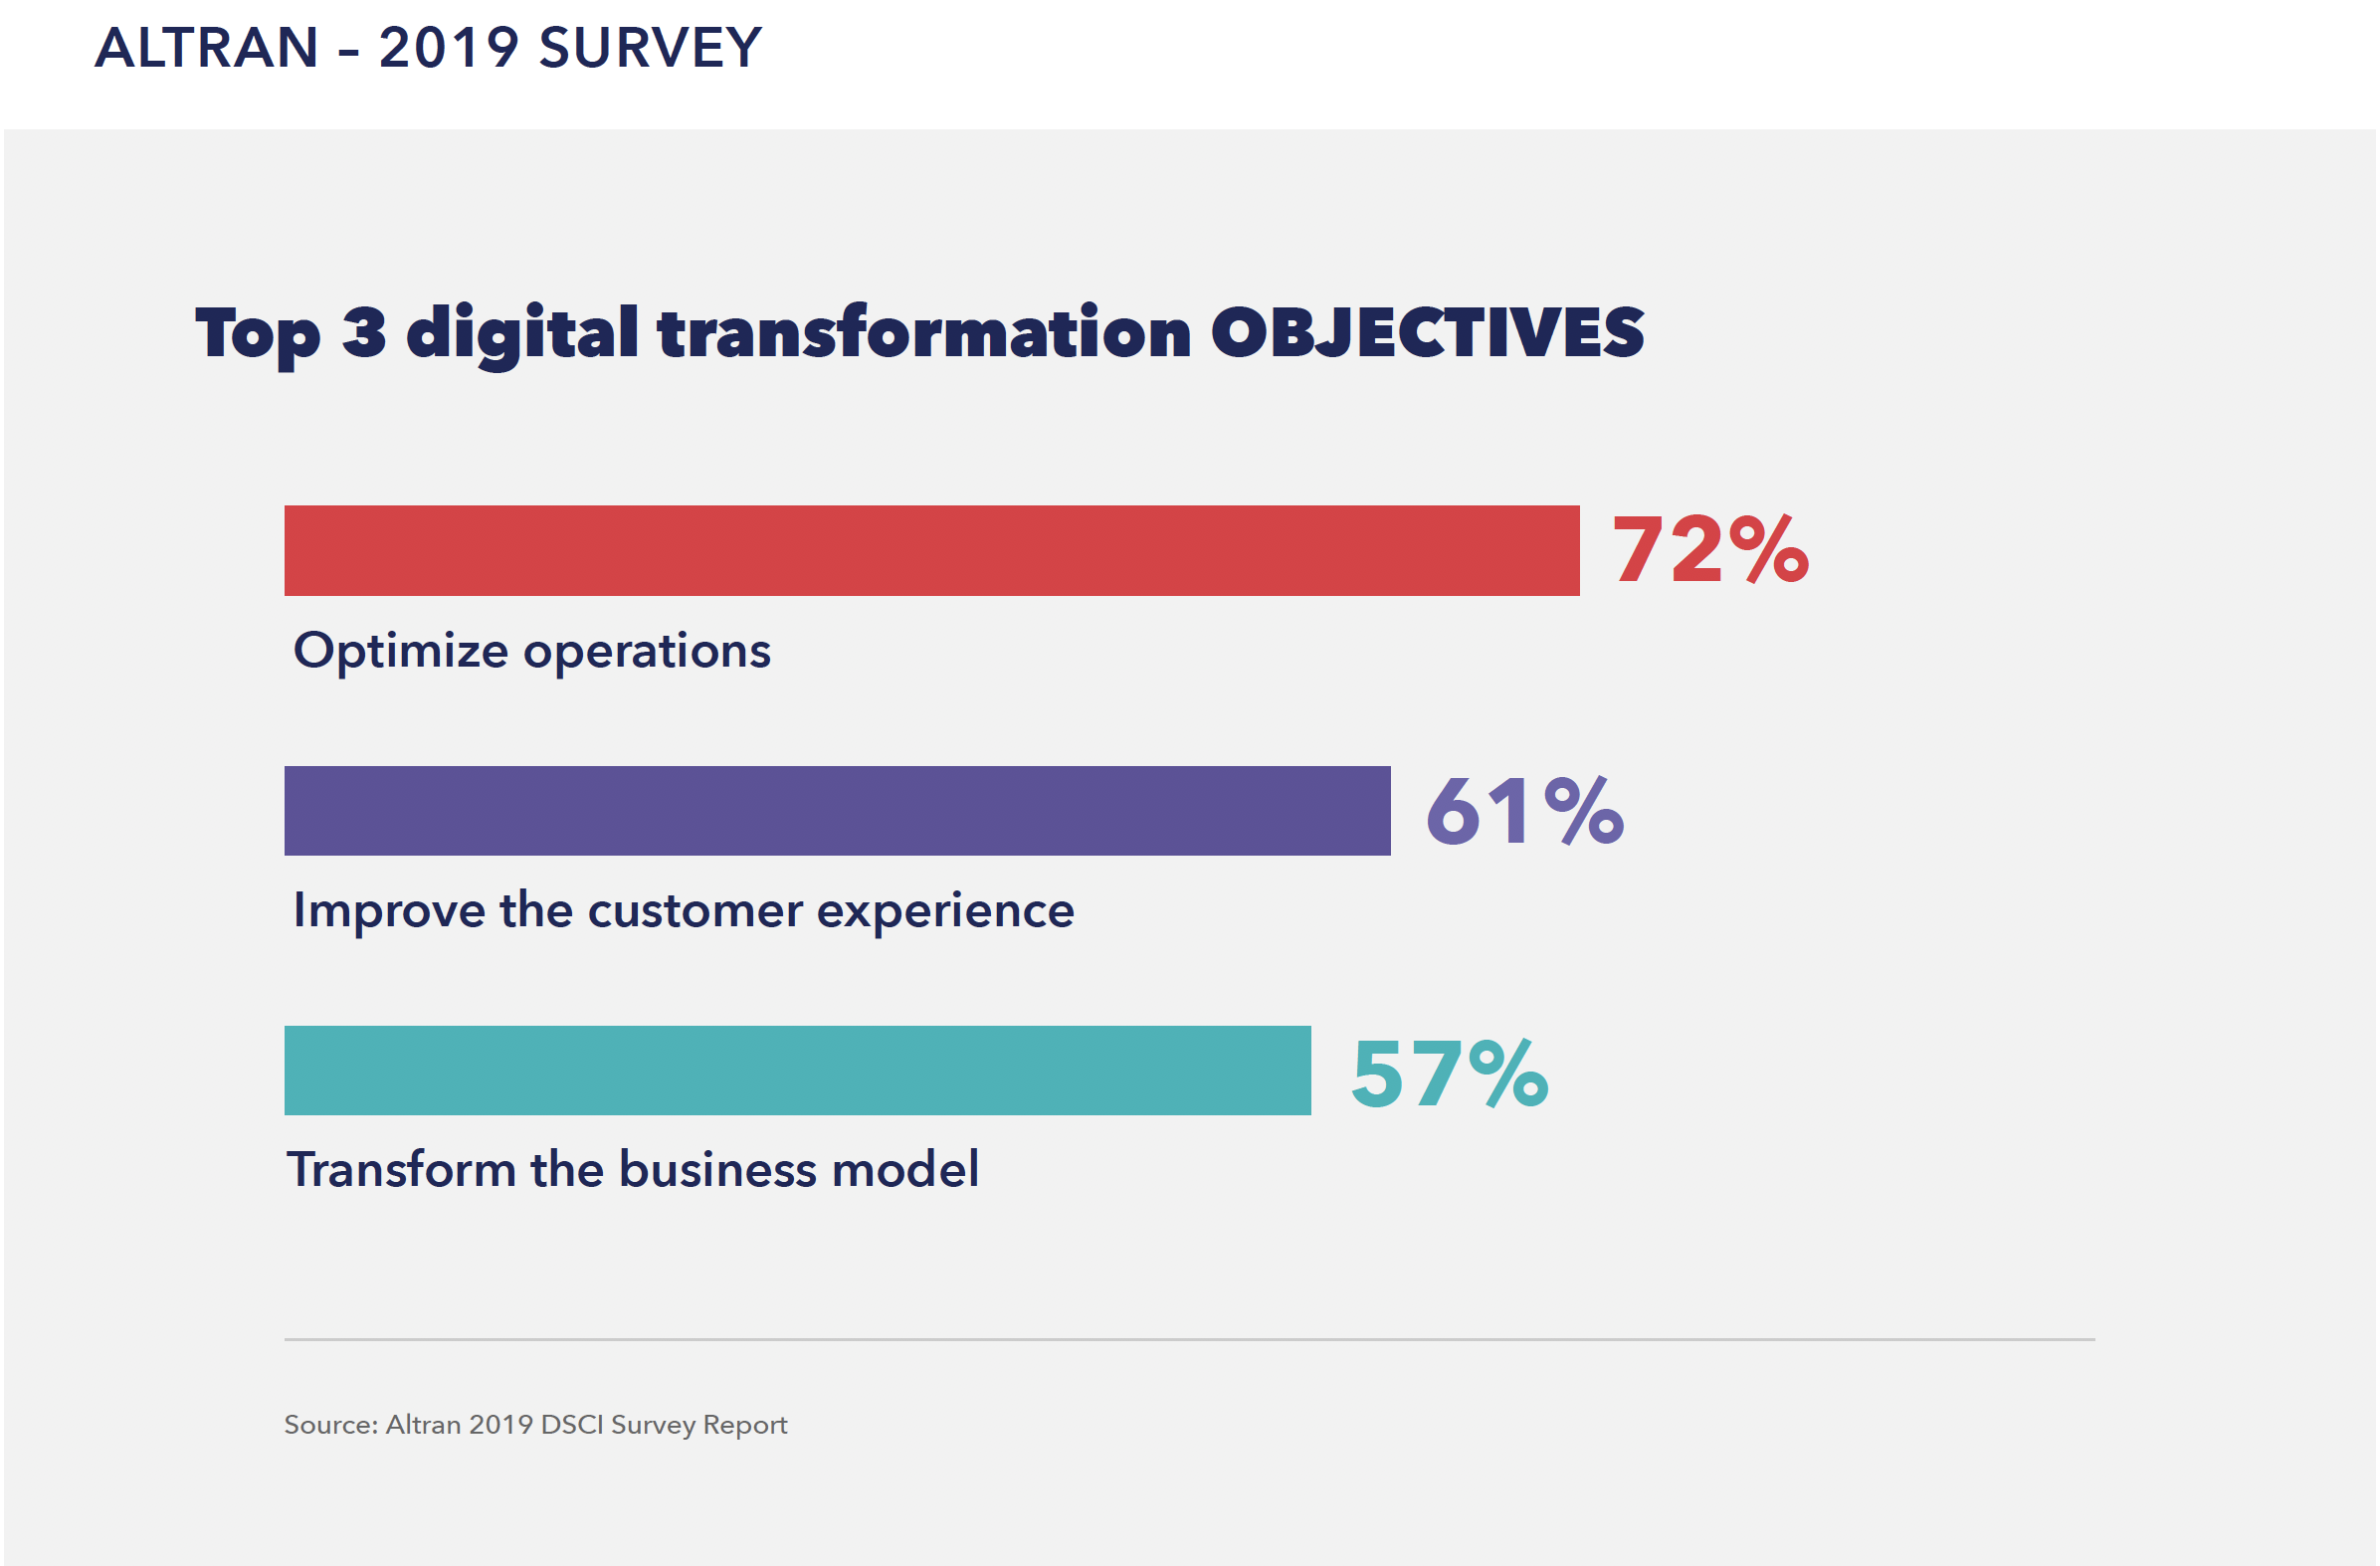 ALTRAN – 2019 SURVEY
Top 3 digital transformation OBJECTIVES
72%
Optimize operations
61%
Improve the customer experience
57%
Transform the business model
Source: Altran 2019 DSCI Survey Report